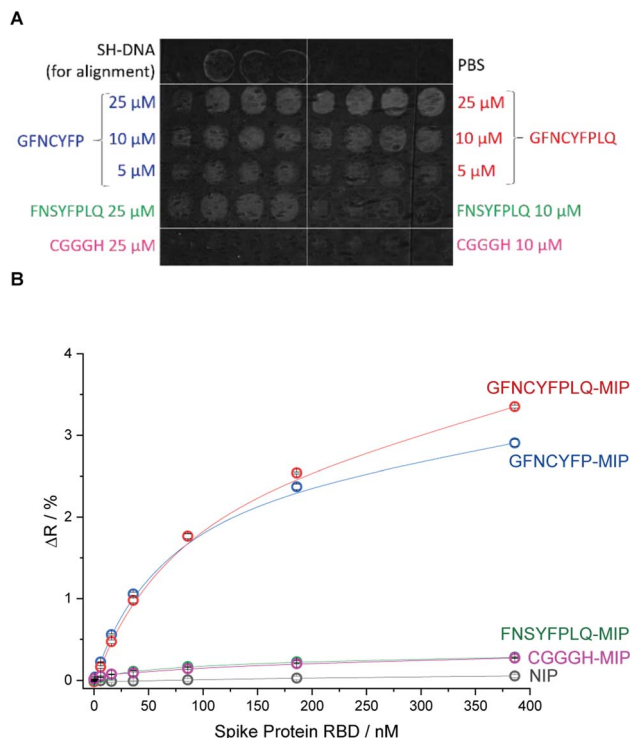 A
SH-DNA
(for alignment)
PBS
25 µM
25 µM
GFNCYFP
10 µM
10 µM
GFNCYFPLQ
5 µM
5 µM
FNSYFPLQ 25 µM
FNSYFPLQ 10 µM
CGGGH 25 µM
CGGGH 10 µM
B
4
GFNCYFPLQ-MIP
3
GFNCYFP-MIP
ΔR / %
2
1
FNSYFPLQ-MIP
CGGGH-MIP
NIP
0
0 50 100 150 200 250 300 350 400
Spike Protein RBD / nM